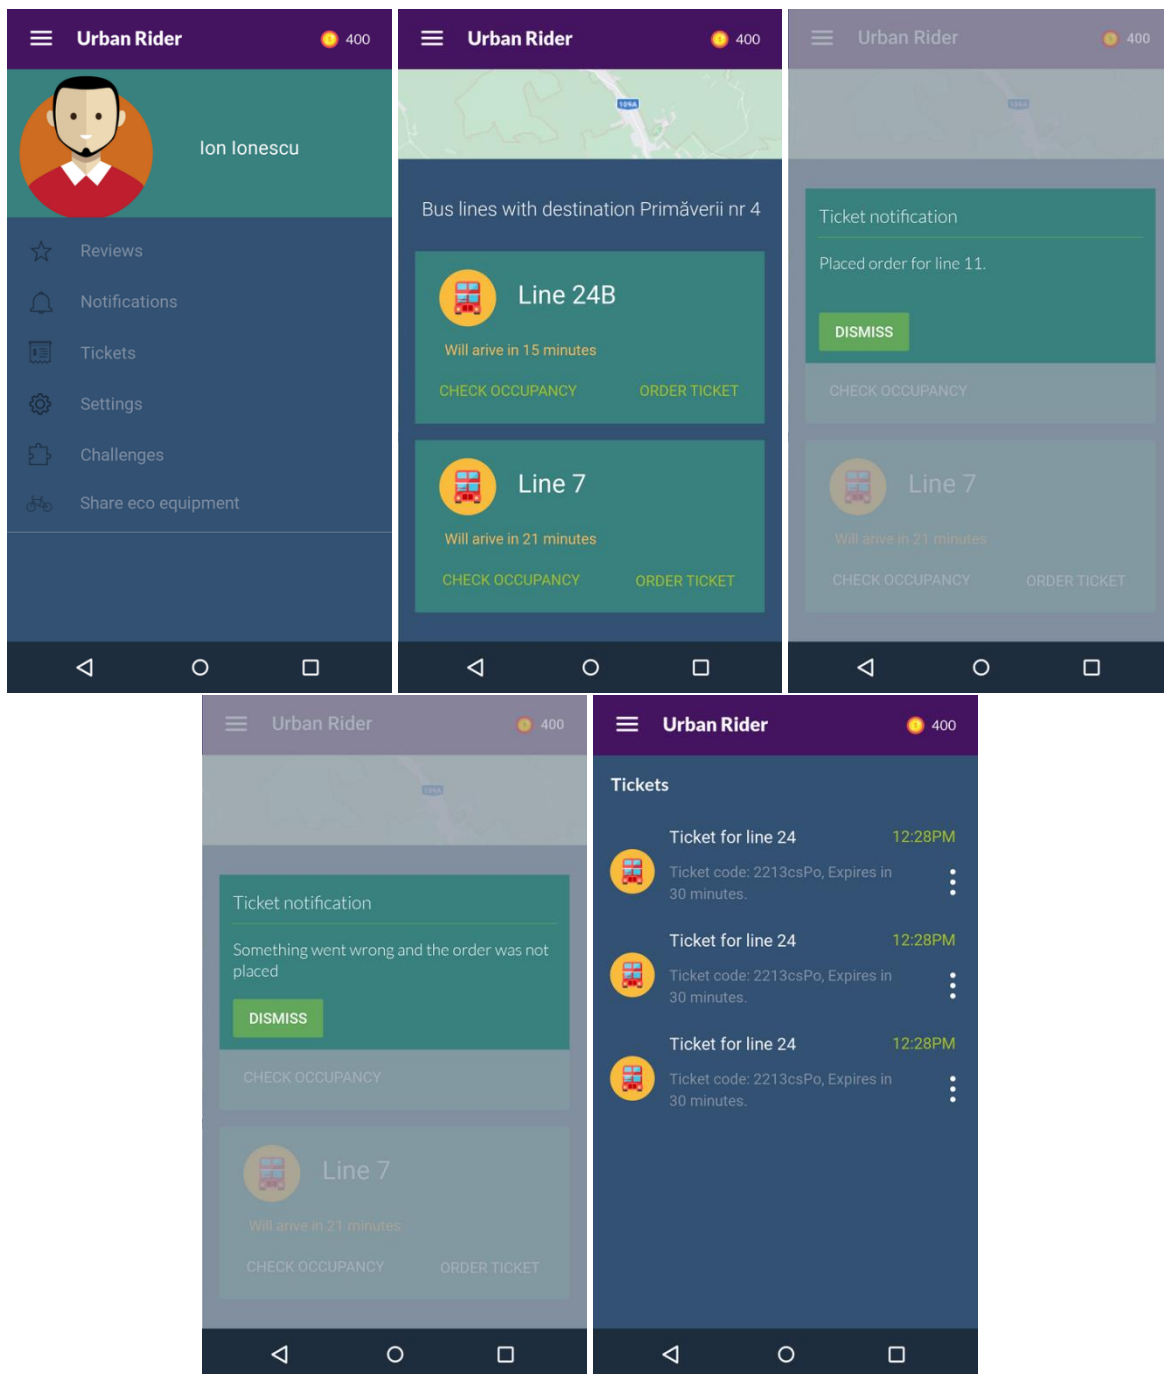 Urban Rider
400
Ion Ionescu
Reviews
Notifications
Tickets
Settings
Challenges
Share eco equipment
Urban Rider
400
109A
Bus lines with destination Primăverii nr 4
Line 24B
Will arive in 15 minutes
CHECK OCCUPANCY ORDER TICKET
Line 7
Will arive in 21 minutes
CHECK OCCUPANCY ORDER TICKET
Urban Rider
400
109A
Ticket notification
Placed order for line 11.
DISMISS
CHECK OCCUPANCY
Line 7
Will arive in 21 minutes
CHECK OCCUPANCY ORDER TICKET
Urban Rider
400
109A
Ticket notification
Something went wrong and the order was not
placed
DISMISS
CHECK OCCUPANCY
Line 7
Will arive in 21 minutes
CHECK OCCUPANCY ORDER TICKET
Urban Rider
400
Tickets
Ticket for line 24 12:28PM
Ticket code: 2213csPo, Expires in
30 minutes.
Ticket for line 24 12:28PM
Ticket code: 2213csPo, Expires in
30 minutes.
Ticket for line 24 12:28PM
Ticket code: 2213csPo, Expires in
30 minutes.